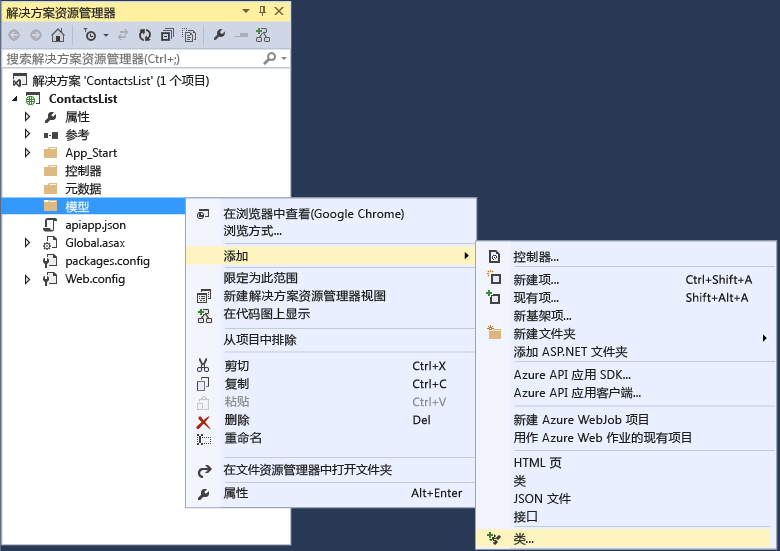 解决方案资源管理器
搜索解决方案资源管理器(Ctrl+;)
解决方案 'ContactsList' (1 个项目)
ContactsList
属性
参考
App_Start
控制器
元数据
模型
apiapp.json
Global.asax
packages.config
Web.config
在浏览器中查看(Google Chrome)
浏览方式...
添加
限定为此范围
新建解决方案资源管理器视图
在代码图上显示
从项目中排除
剪切 Ctrl+X
复制 Ctrl+C
粘贴 Ctrl+V
删除 Del
重命名
在文件资源管理器中打开文件夹
属性 Alt+Enter
控制器...
新建项... Ctrl+Shift+A
现有项... Shift+Alt+A
新基架项...
新建文件夹
添加 ASP.NET 文件夹
Azure API 应用 SDK...
Azure API 应用客户端...
新建 Azure WebJob 项目
用作 Azure Web 作业的现有项目
HTML 页
类
JSON 文件
接口
类...